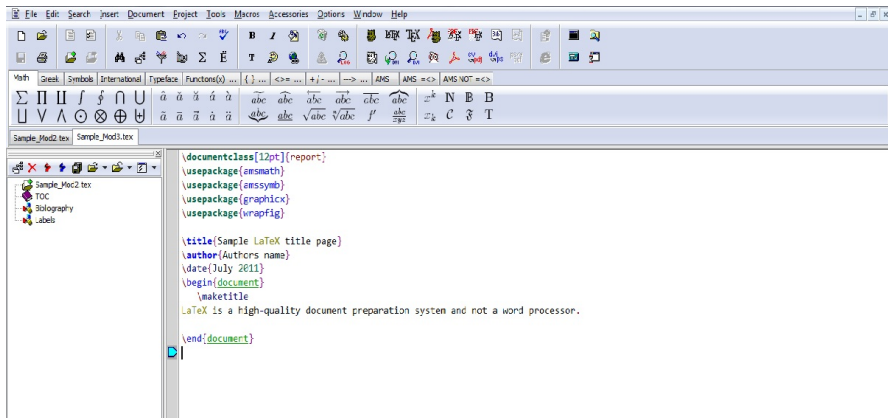 File Edit Search Insert Document Project Tools Macros Accessories Options Window Help
Math Greek Symbols International Typeface Functions(x) ... { } ... <>= ... +/-... --> ... AMS AMS =<> AMS NOT =<>
Sample_Mod2.tex Sample_Mod3.tex
Sample_Mod2.tex
TOC
Bibliography
Labels
\documentclass[12pt]{report}
\usepackage{amsmath}
\usepackage{amssymb}
\usepackage{graphicx}
\usepackage{wrapfig}
\title{Sample LaTeX title page}
\author{Authors name}
\date{July 2011}
\begin{document}
\maketitle
LaTeX is a high-quality document preparation system and not a word processor.
\end{document}